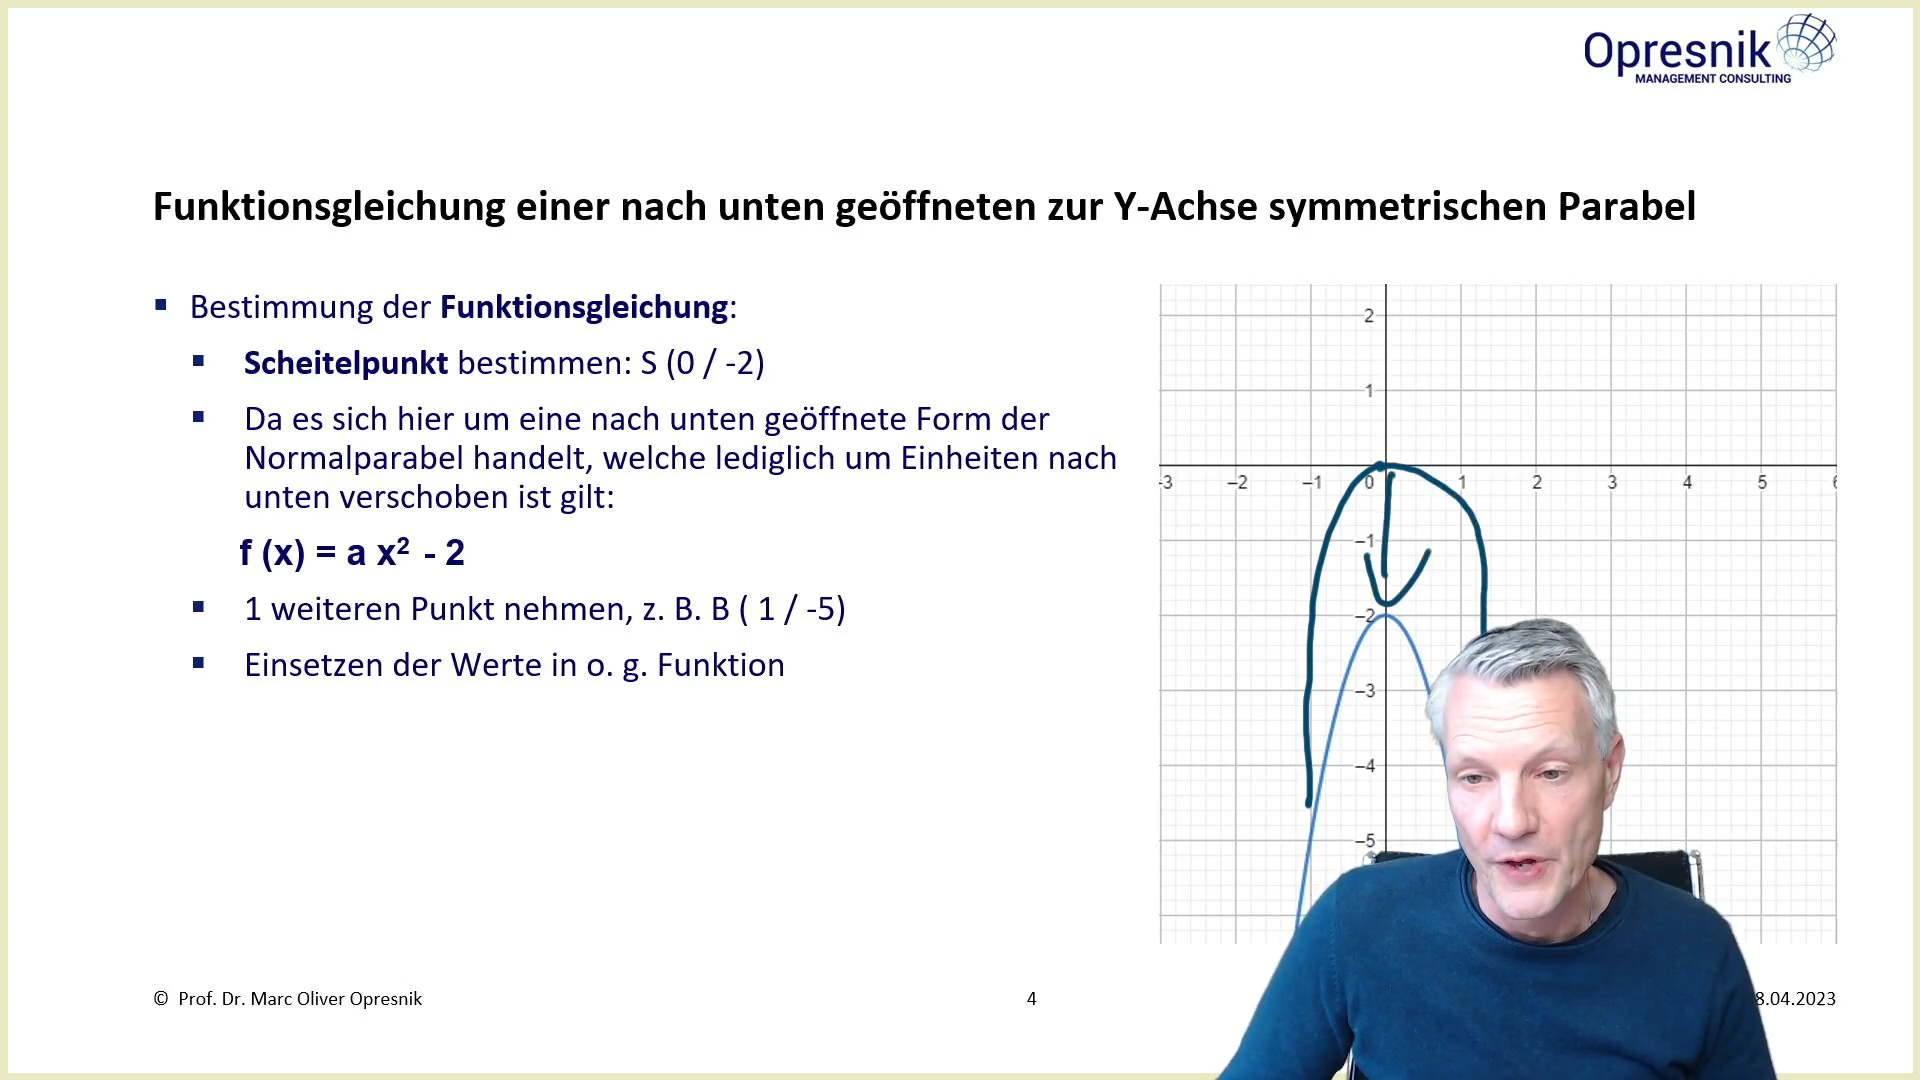 Opresnik
MANAGEMENT CONSULTING
Funktionsgleichung einer nach unten geöffneten zur Y-Achse symmetrischen Parabel
Bestimmung der Funktionsgleichung:
Scheitelpunkt bestimmen: S (0 / -2)
Da es sich hier um eine nach unten geöffnete Form der
Normalparabel handelt, welche lediglich um Einheiten nach
unten verschoben ist gilt:
f (x) = a x² - 2
1 weiteren Punkt nehmen, z. B. B ( 1 / -5)
Einsetzen der Werte in o. g. Funktion
2
1
-3 −2 −1 0 1 2 3 4 5
−1
−2
−3
−4
−5
© Prof. Dr. Marc Oliver Opresnik
4
8.04.2023